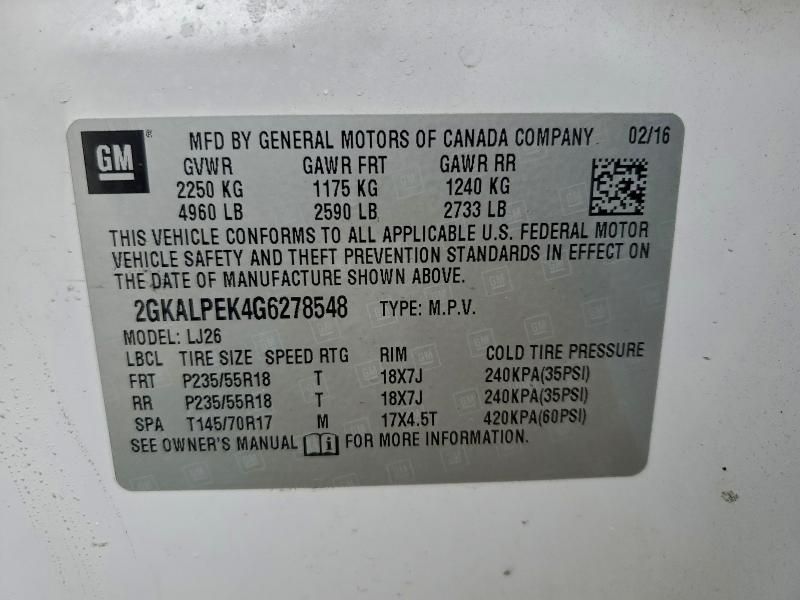 GM ® MFD BY GENERAL MOTORS OF CANADA COMPANY 02/16
GVWR GAWR FRT GAWR RR
2250 KG 1175 KG 1240 KG
4960 LB 2590 LB 2733 LB
THIS VEHICLE CONFORMS TO ALL APPLICABLE U.S. FEDERAL MOTOR
VEHICLE SAFETY AND THEFT PREVENTION STANDARDS IN EFFECT ON
THE DATE OF MANUFACTURE SHOWN ABOVE.
2GKALPEK4G6278548 TYPE: M.P.V.
MODEL: LJ26
LBCL TIRE SIZE SPEED RTG RIM COLD TIRE PRESSURE
FRT P235/55R18 T 18X7J 240KPA(35PSI)
RR P235/55R18 T 18X7J 240KPA(35PSI)
SPA T145/70R17 M 17X4.5T 420KPA(60PSI)
SEE OWNER'S MANUAL i FOR MORE INFORMATION.